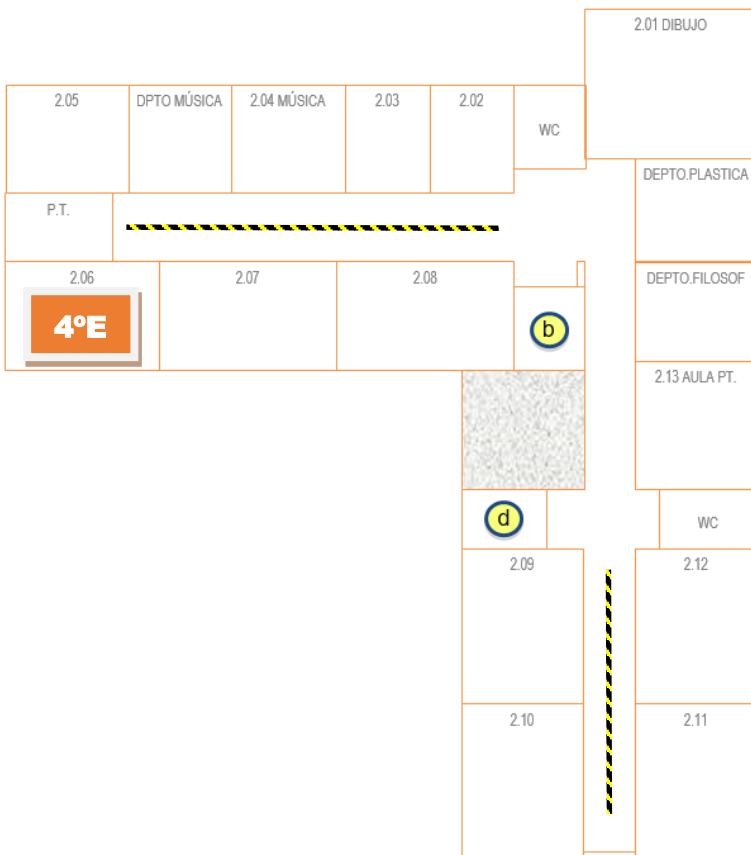 2.01 DIBUJO
2.05
DPTO MÚSICA
2.04 MÚSICA
2.03
2.02
WC
DEPTO.PLASTICA
P.T.
2.06
2.07
2.08
DEPTO.FILOSOF
4ºE
b
2.13 AULA PT.
d
WC
2.09
2.12
2.10
2.11